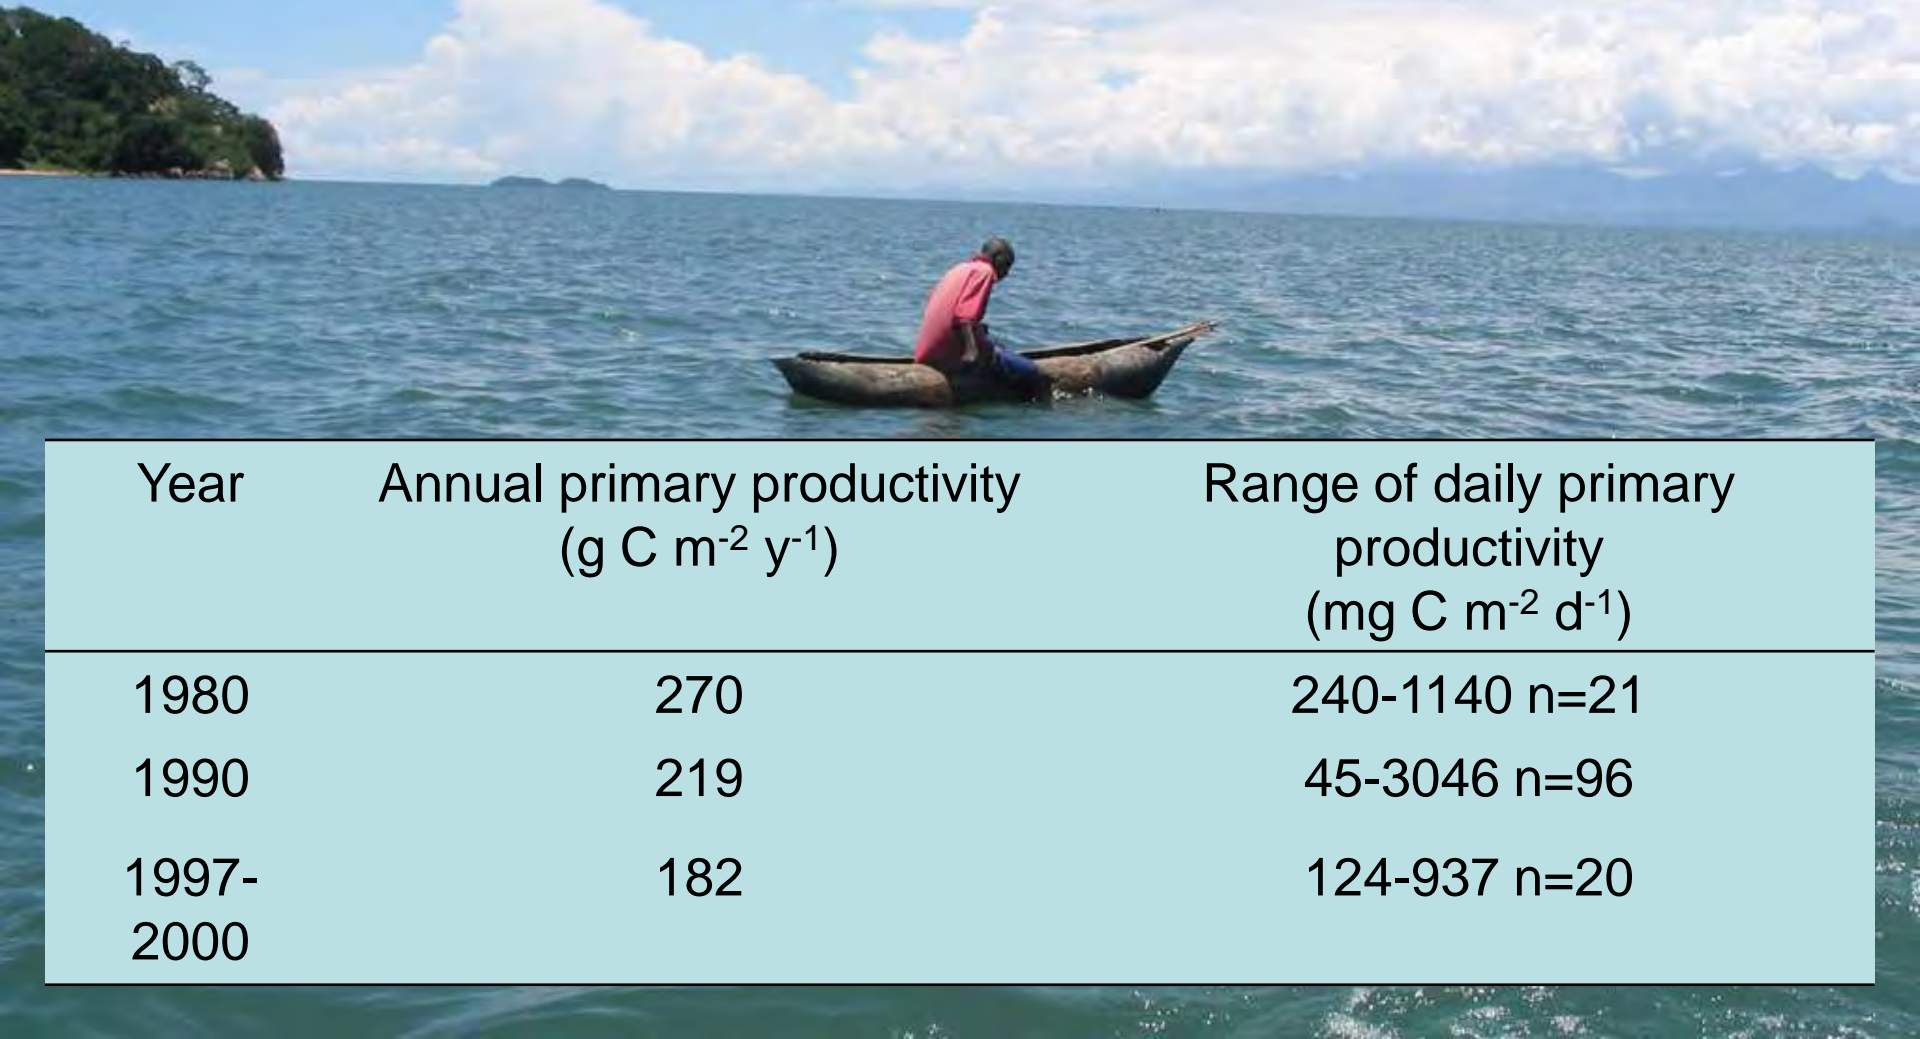 Year Annual primary productivity Range of daily primary
(g C m⁻² y⁻¹) productivity
(mg C m⁻² d⁻¹)
1980 270 240-1140 n=21
1990 219 45-3046 n=96
1997- 182 124-937 n=20
2000